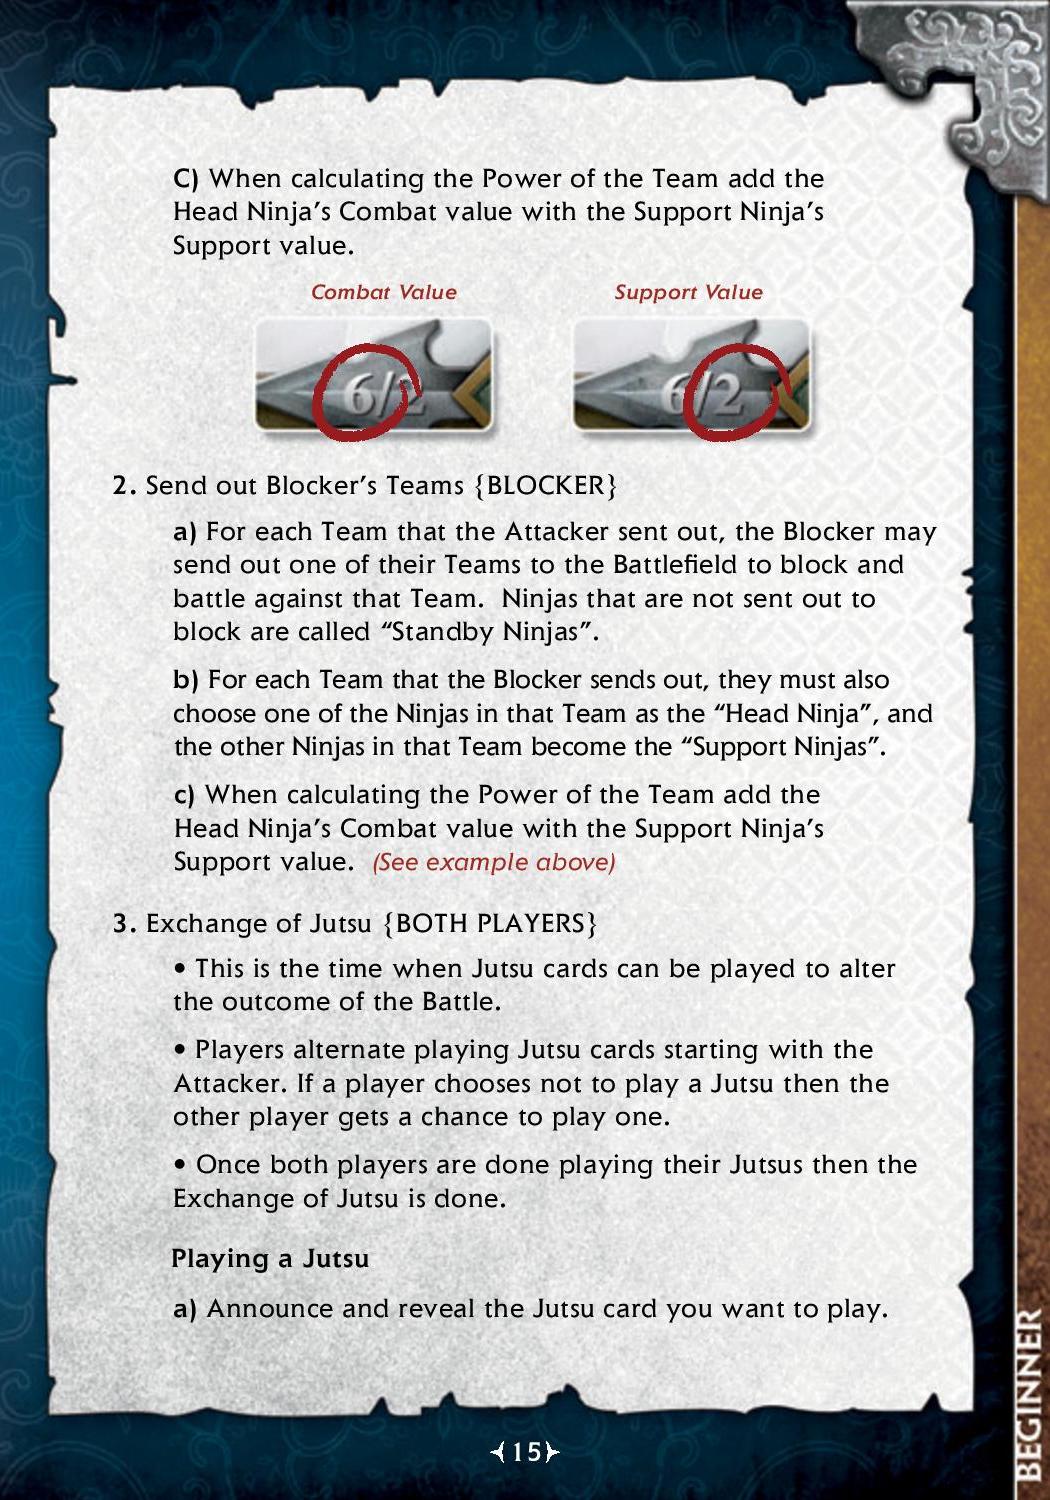 C) When calculating the Power of the Team add the
Head Ninja's Combat value with the Support Ninja's
Support value.
Combat Value
Support Value
6/2
6/2
2. Send out Blocker's Teams {BLOCKER}
a) For each Team that the Attacker sent out, the Blocker may
send out one of their Teams to the Battlefield to block and
battle against that Team.  Ninjas that are not sent out to
block are called “Standby Ninjas”.
b) For each Team that the Blocker sends out, they must also
choose one of the Ninjas in that Team as the “Head Ninja”, and
the other Ninjas in that Team become the “Support Ninjas”.
c) When calculating the Power of the Team add the
Head Ninja's Combat value with the Support Ninja's
Support value.  (See example above)
3. Exchange of Jutsu {BOTH PLAYERS}
• This is the time when Jutsu cards can be played to alter
the outcome of the Battle.
• Players alternate playing Jutsu cards starting with the
Attacker. If a player chooses not to play a Jutsu then the
other player gets a chance to play one.
• Once both players are done playing their Jutsus then the
Exchange of Jutsu is done.
Playing a Jutsu
a) Announce and reveal the Jutsu card you want to play.
15
BEGINNER